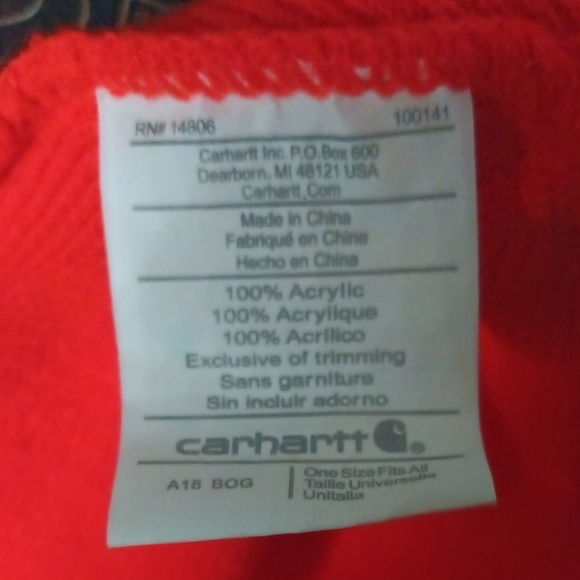 RN# 14806 100141
Carhartt Inc. P.O.Box 600
Dearborn, MI 48121 USA
Carhartt.Com
Made in China
Fabriqué en Chine
Hecho en China
100% Acrylic
100% Acrylique
100% Acrílico
Exclusive of trimming
Sans garniture
Sin incluir adorno
carhartt ®
A18 BOG
One Size Fits All
Taille Universelle
Unitalla